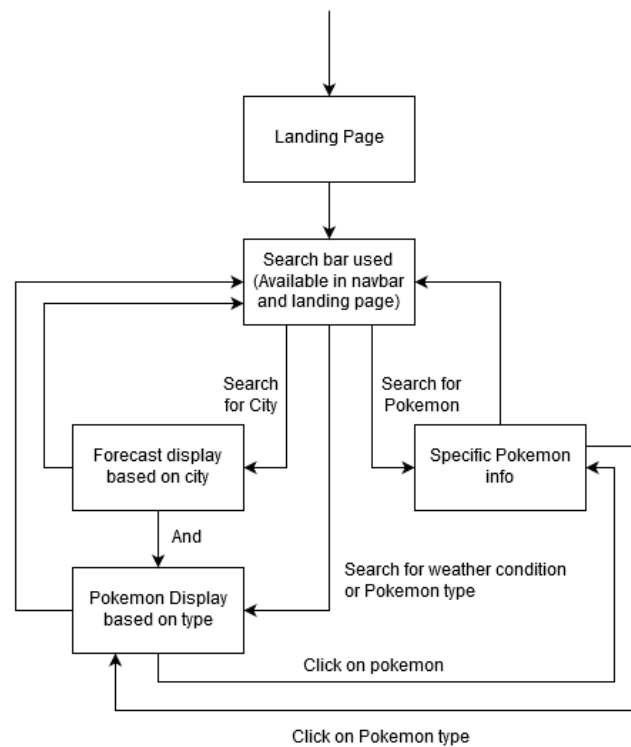 Landing Page
Search bar used
(Available in navbar
and landing page)
Search
for City
Search for
Pokemon
Forecast display
based on city
Specific Pokemon
info
And
Search for weather condition
or Pokemon type
Pokemon Display
based on type
Click on pokemon
Click on Pokemon type